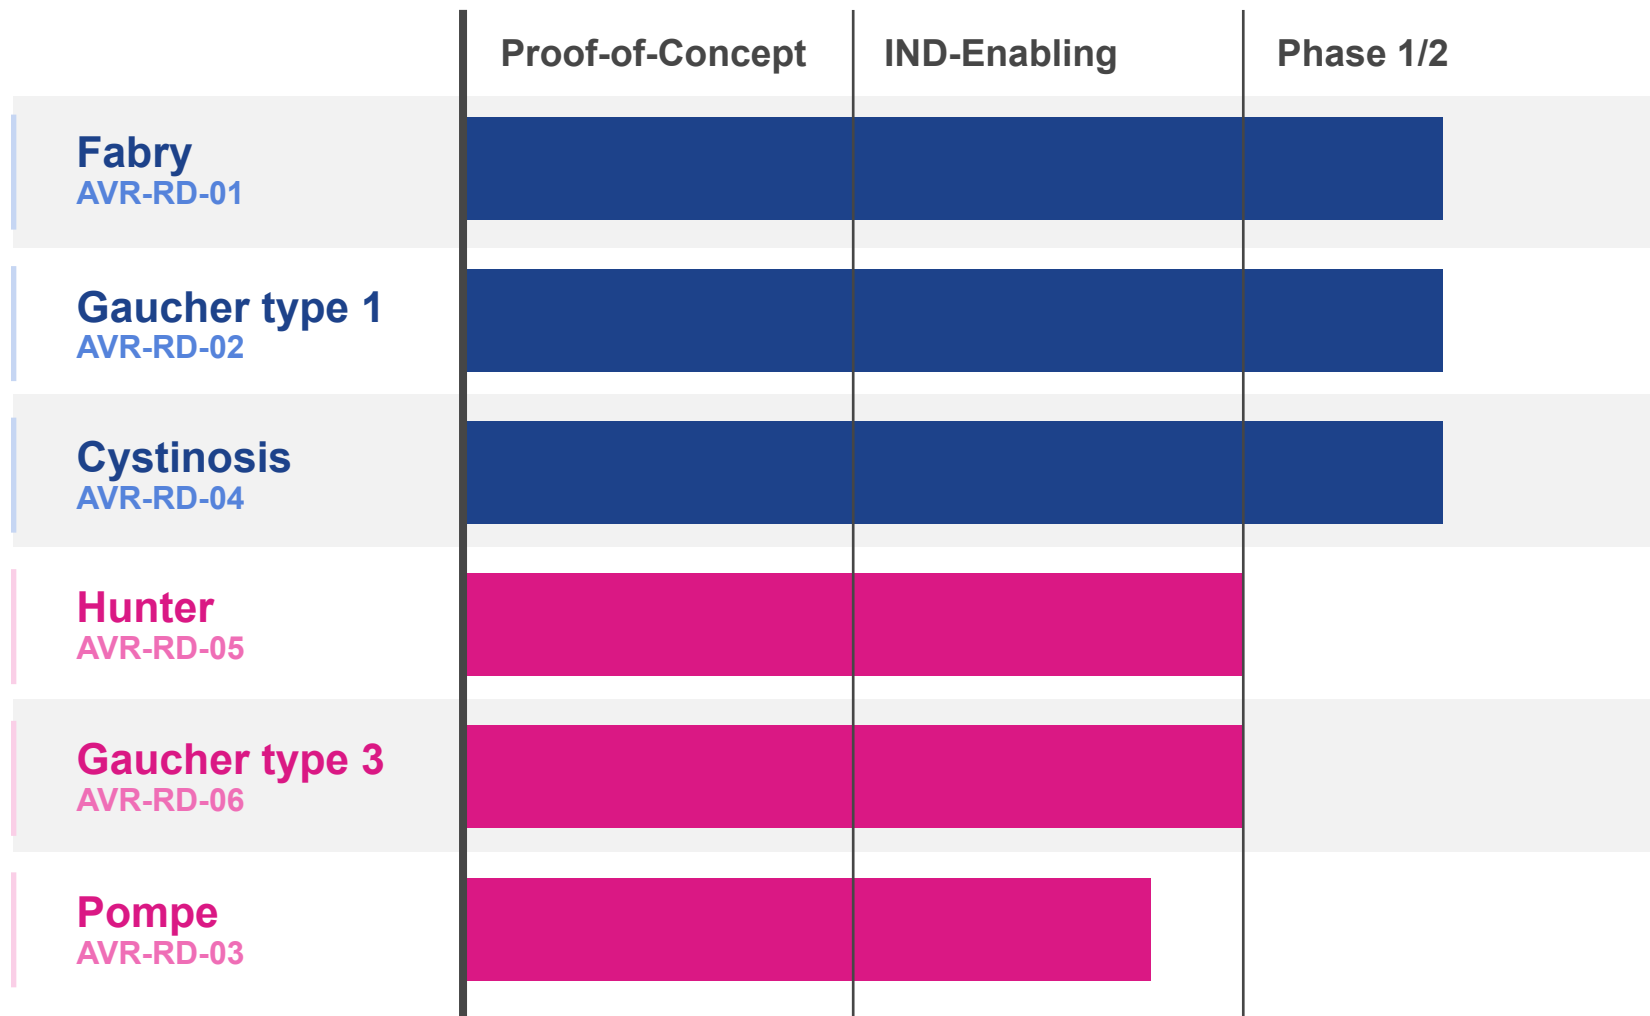 Proof-of-Concept IND-Enabling Phase 1/2
Fabry
AVR-RD-01
Gaucher type 1
AVR-RD-02
Cystinosis
AVR-RD-04
Hunter
AVR-RD-05
Gaucher type 3
AVR-RD-06
Pompe
AVR-RD-03